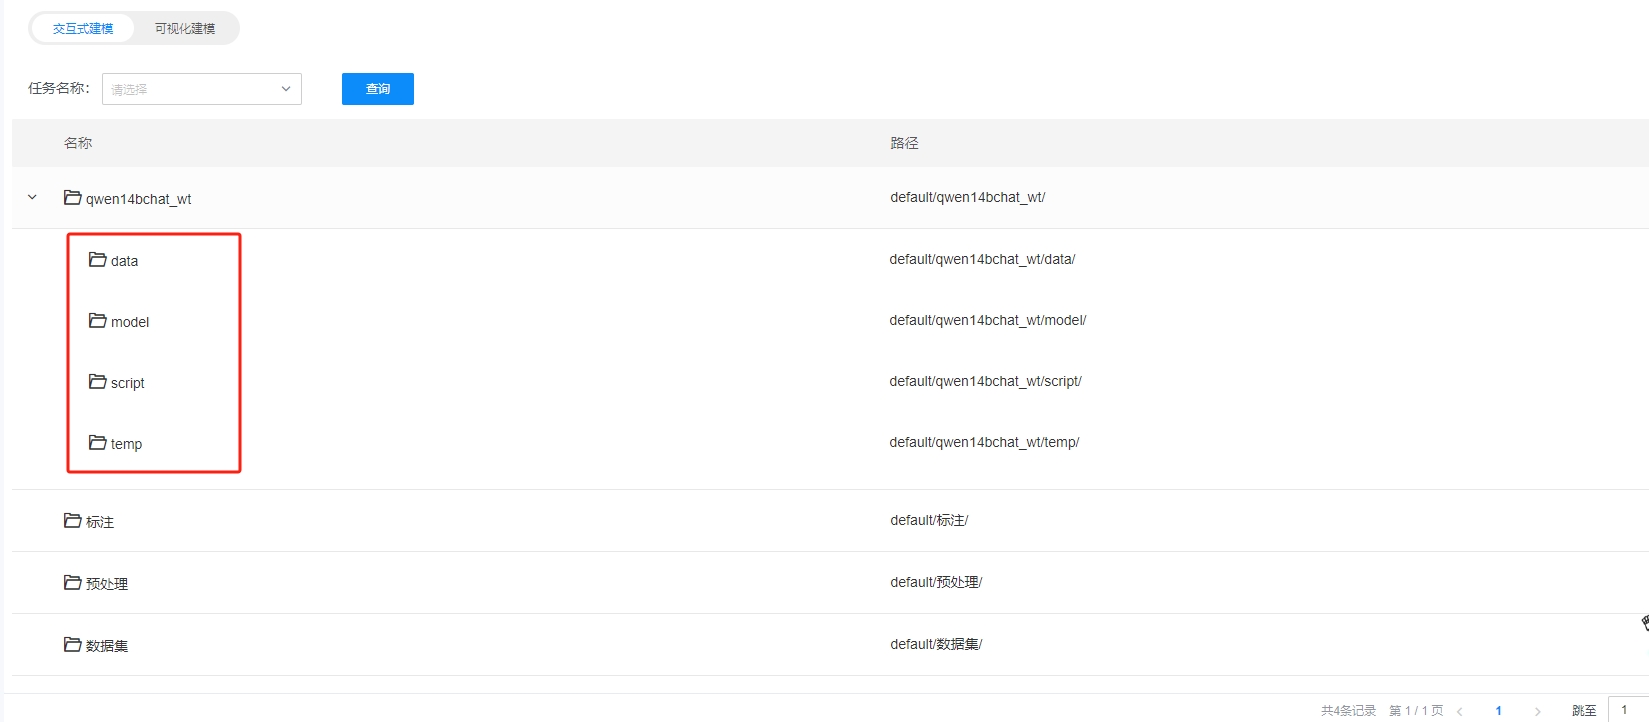 交互式建模 可视化建模
任务名称: 请选择 查询
名称 路径
qwen14bchat_wt default/qwen14bchat_wt/
data default/qwen14bchat_wt/data/
model default/qwen14bchat_wt/model/
script default/qwen14bchat_wt/script/
temp default/qwen14bchat_wt/temp/
标注 default/标注/
预处理 default/预处理/
数据集 default/数据集/
共4条记录 第 1 / 1 页 < 1 > 跳至 1